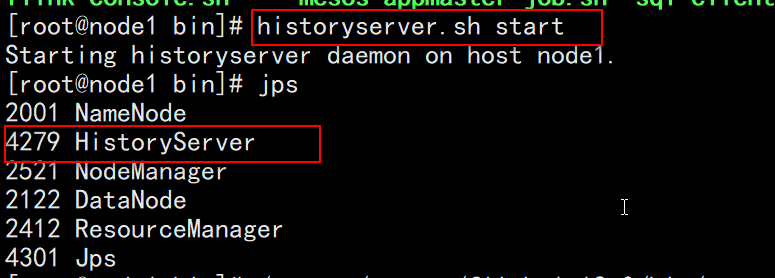 [root@node1 bin]# historyserver.sh start
Starting historyserver daemon on host node1.
[root@node1 bin]# jps
2001 NameNode
4279 HistoryServer
2521 NodeManager
2122 DataNode
2412 ResourceManager
4301 Jps